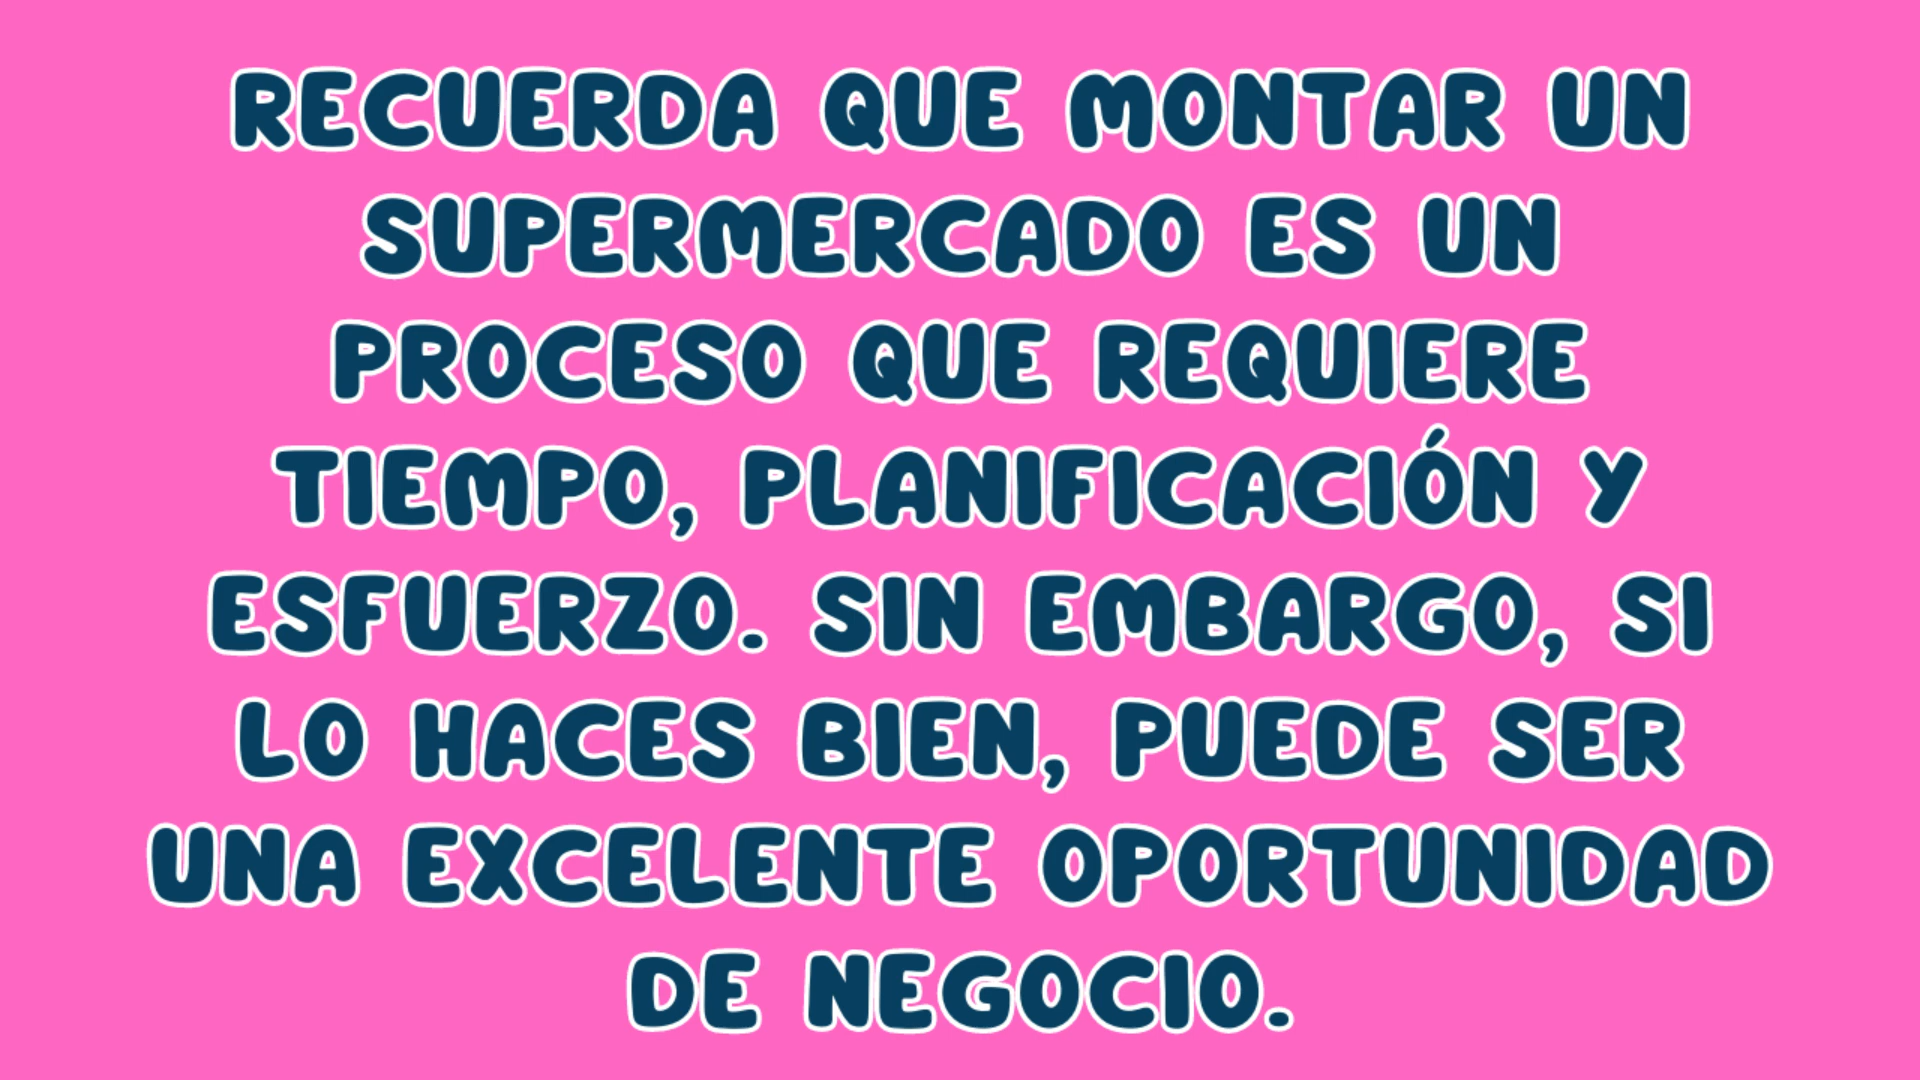 RECUERDA QUE MONTAR UN
SUPERMERCADO ES UN
PROCESO QUE REQUIERE
TIEMPO, PLANIFICACIÓN Y
ESFUERZO. SIN EMBARGO, SI
LO HACES BIEN, PUEDE SER
UNA EXCELENTE OPORTUNIDAD
DE NEGOCIO.